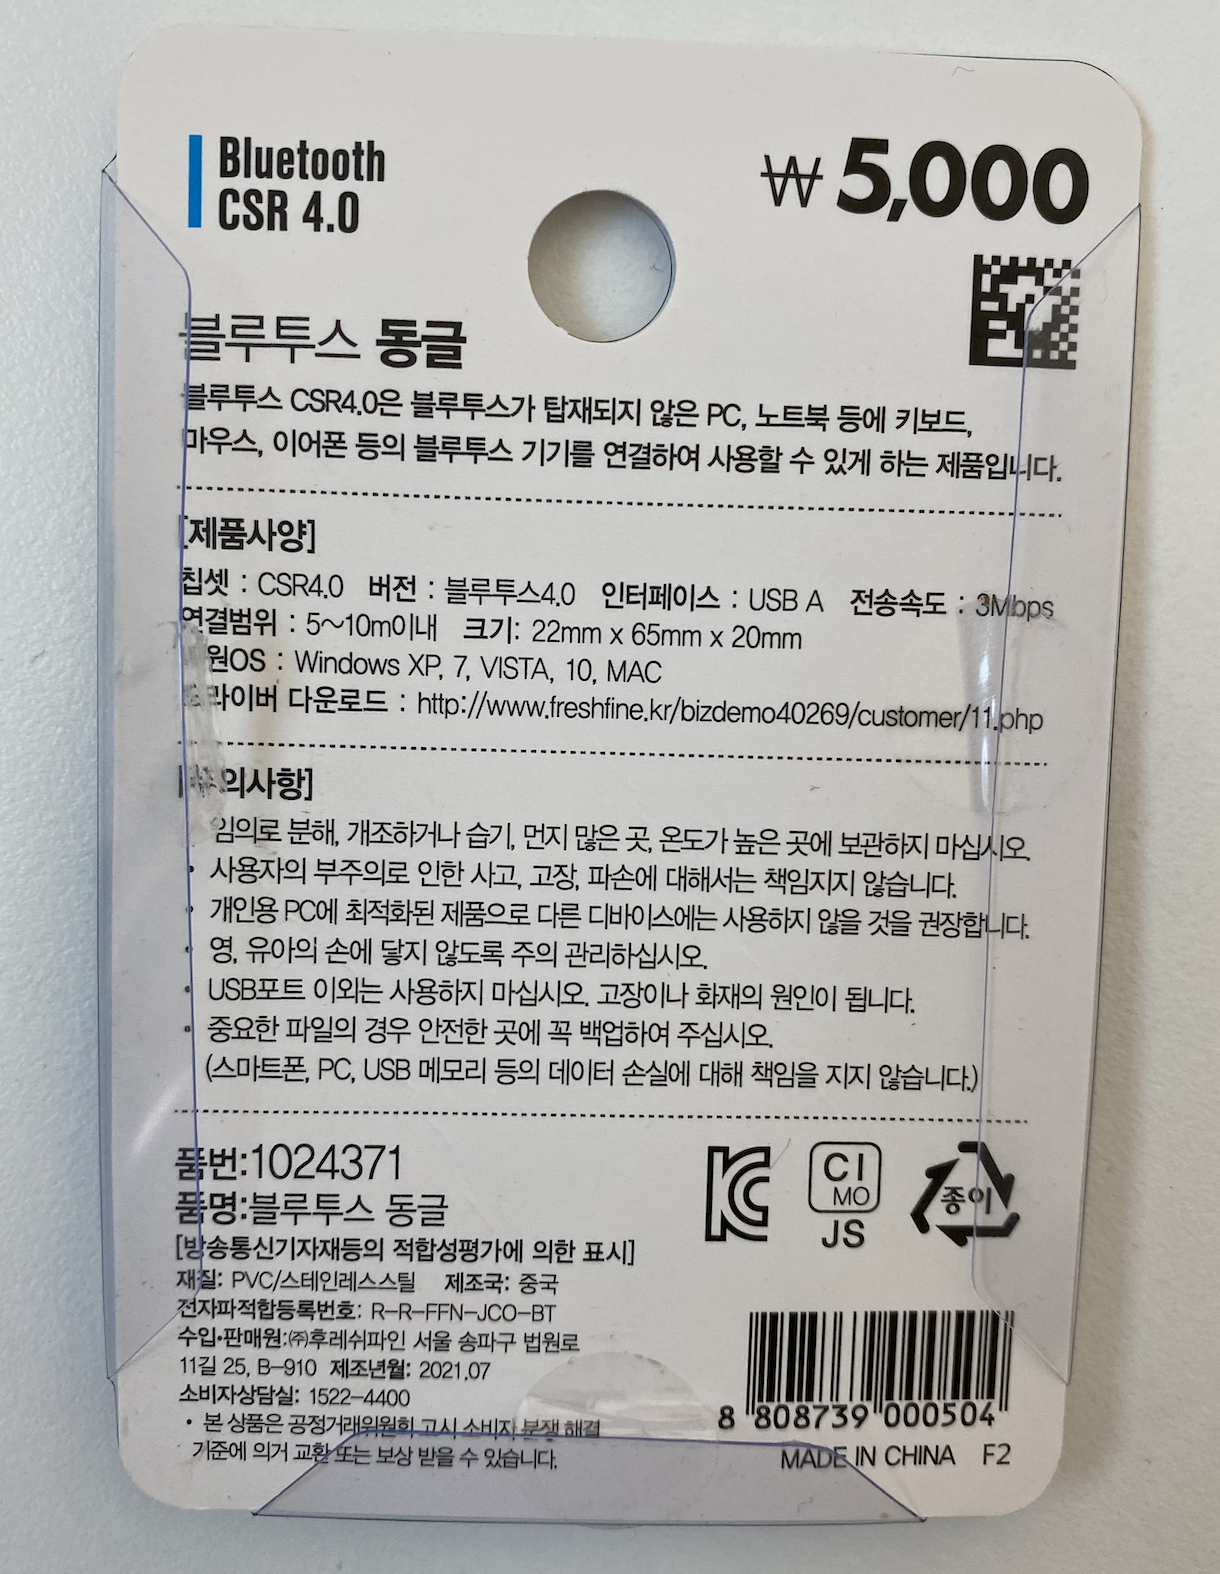 Bluetooth
CSR 4.0
₩5,000
블루투스 동글
블루투스 CSR4.0은 블루투스가 탑재되지 않은 PC, 노트북 등에 키보드,
마우스, 이어폰 등의 블루투스 기기를 연결하여 사용할 수 있게 하는 제품입니다.
[제품사양]
칩셋 : CSR4.0 버전 : 블루투스4.0 인터페이스 : USB A 전송속도 : 3Mbps
연결범위 : 5~10m이내 크기: 22mm x 65mm x 20mm
지원OS : Windows XP, 7, VISTA, 10, MAC
드라이버 다운로드 : http://www.freshfine.kr/bizdemo40269/customer/11.php
[주의사항]
임의로 분해, 개조하거나 습기, 먼지 많은 곳, 온도가 높은 곳에 보관하지 마십시오.
• 사용자의 부주의로 인한 사고, 고장, 파손에 대해서는 책임지지 않습니다.
• 개인용 PC에 최적화된 제품으로 다른 디바이스에는 사용하지 않을 것을 권장합니다.
• 영, 유아의 손에 닿지 않도록 주의 관리하십시오.
• USB포트 이외는 사용하지 마십시오. 고장이나 화재의 원인이 됩니다.
• 중요한 파일의 경우 안전한 곳에 꼭 백업하여 주십시오.
(스마트폰, PC, USB 메모리 등의 데이터 손실에 대해 책임을 지지 않습니다.)
품번:1024371
품명:블루투스 동글
[방송통신기자재등의 적합성평가에 의한 표시]
재질: PVC/스테인레스스틸 제조국: 중국
전자파적합등록번호: R-R-FFN-JCO-BT
수입•판매원:㈜후레쉬파인 서울 송파구 법원로
11길 25, B-910 제조년월: 2021.07
소비자상담실: 1522-4400
• 본 상품은 공정거래위원회 고시 소비자 분쟁 해결
기준에 의거 교환 또는 보상 받을 수 있습니다.
KC
CI
MO
JS
종이
8 808739 000504
MADE IN CHINA F2